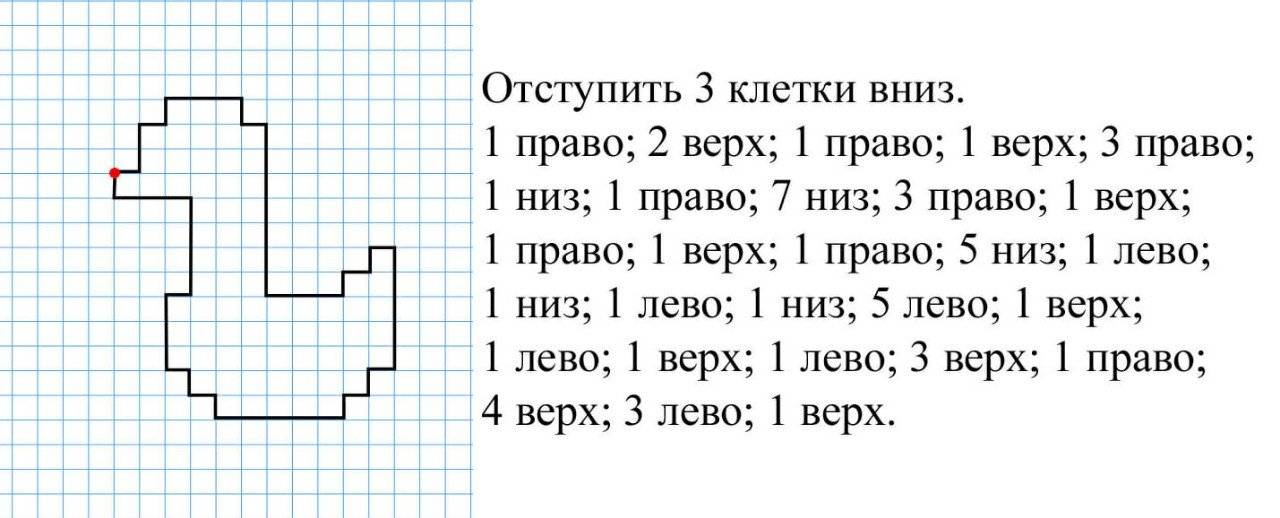 Отступить 3 клетки вниз.
1 право; 2 верх; 1 право; 1 верх; 3 право;
1 низ; 1 право; 7 низ; 3 право; 1 верх;
1 право; 1 верх; 1 право; 5 низ; 1 лево;
1 низ; 1 лево; 1 низ; 5 лево; 1 верх;
1 лево; 1 верх; 1 лево; 3 верх; 1 право;
4 верх; 3 лево; 1 верх.